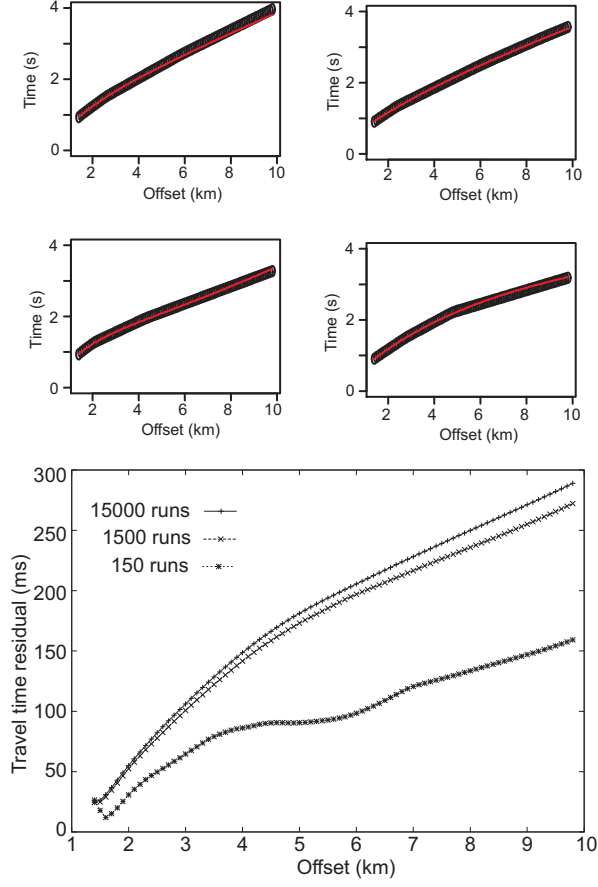 4
2
0
Time (s)
2 4 6 8 10
Offset (km)
4
2
0
Time (s)
2 4 6 8 10
Offset (km)
4
2
0
Time (s)
2 4 6 8 10
Offset (km)
4
2
0
Time (s)
2 4 6 8 10
Offset (km)
300
250
200
150
100
50
0
Travel time residual (ms)
15000 runs
1500 runs
150 runs
1 2 3 4 5 6 7 8 9 10
Offset (km)